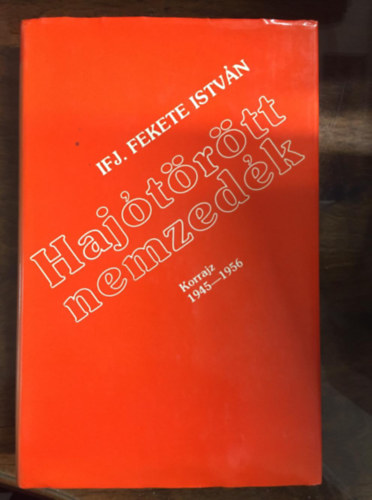 IFJ. FEKETE ISTVÁN
Hajótörött
nemzedék
Korrajz
1945—1956